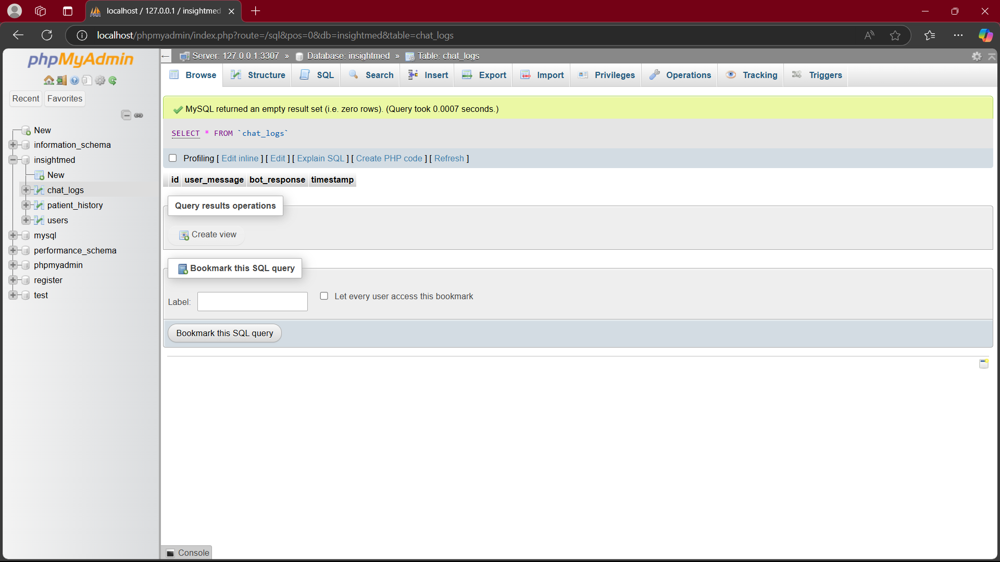 localhost / 127.0.0.1 / insightmed
localhost/phpmyadmin/index.php?route=/sql&pos=0&db=insightmed&table=chat_logs
phpMyAdmin
Recent Favorites
New
information_schema
insightmed
New
chat_logs
patient_history
users
mysql
performance_schema
phpmyadmin
register
test
Server: 127.0.0.1:3307 » Database: insightmed » Table: chat_logs
Browse Structure SQL Search Insert Export Import Privileges Operations Tracking Triggers
MySQL returned an empty result set (i.e. zero rows). (Query took 0.0007 seconds.)
SELECT * FROM `chat_logs`
Profiling [ Edit inline ] [ Edit ] [ Explain SQL ] [ Create PHP code ] [ Refresh ]
id user_message bot_response timestamp
Query results operations
Create view
Bookmark this SQL query
Label: Let every user access this bookmark
Bookmark this SQL query
Console